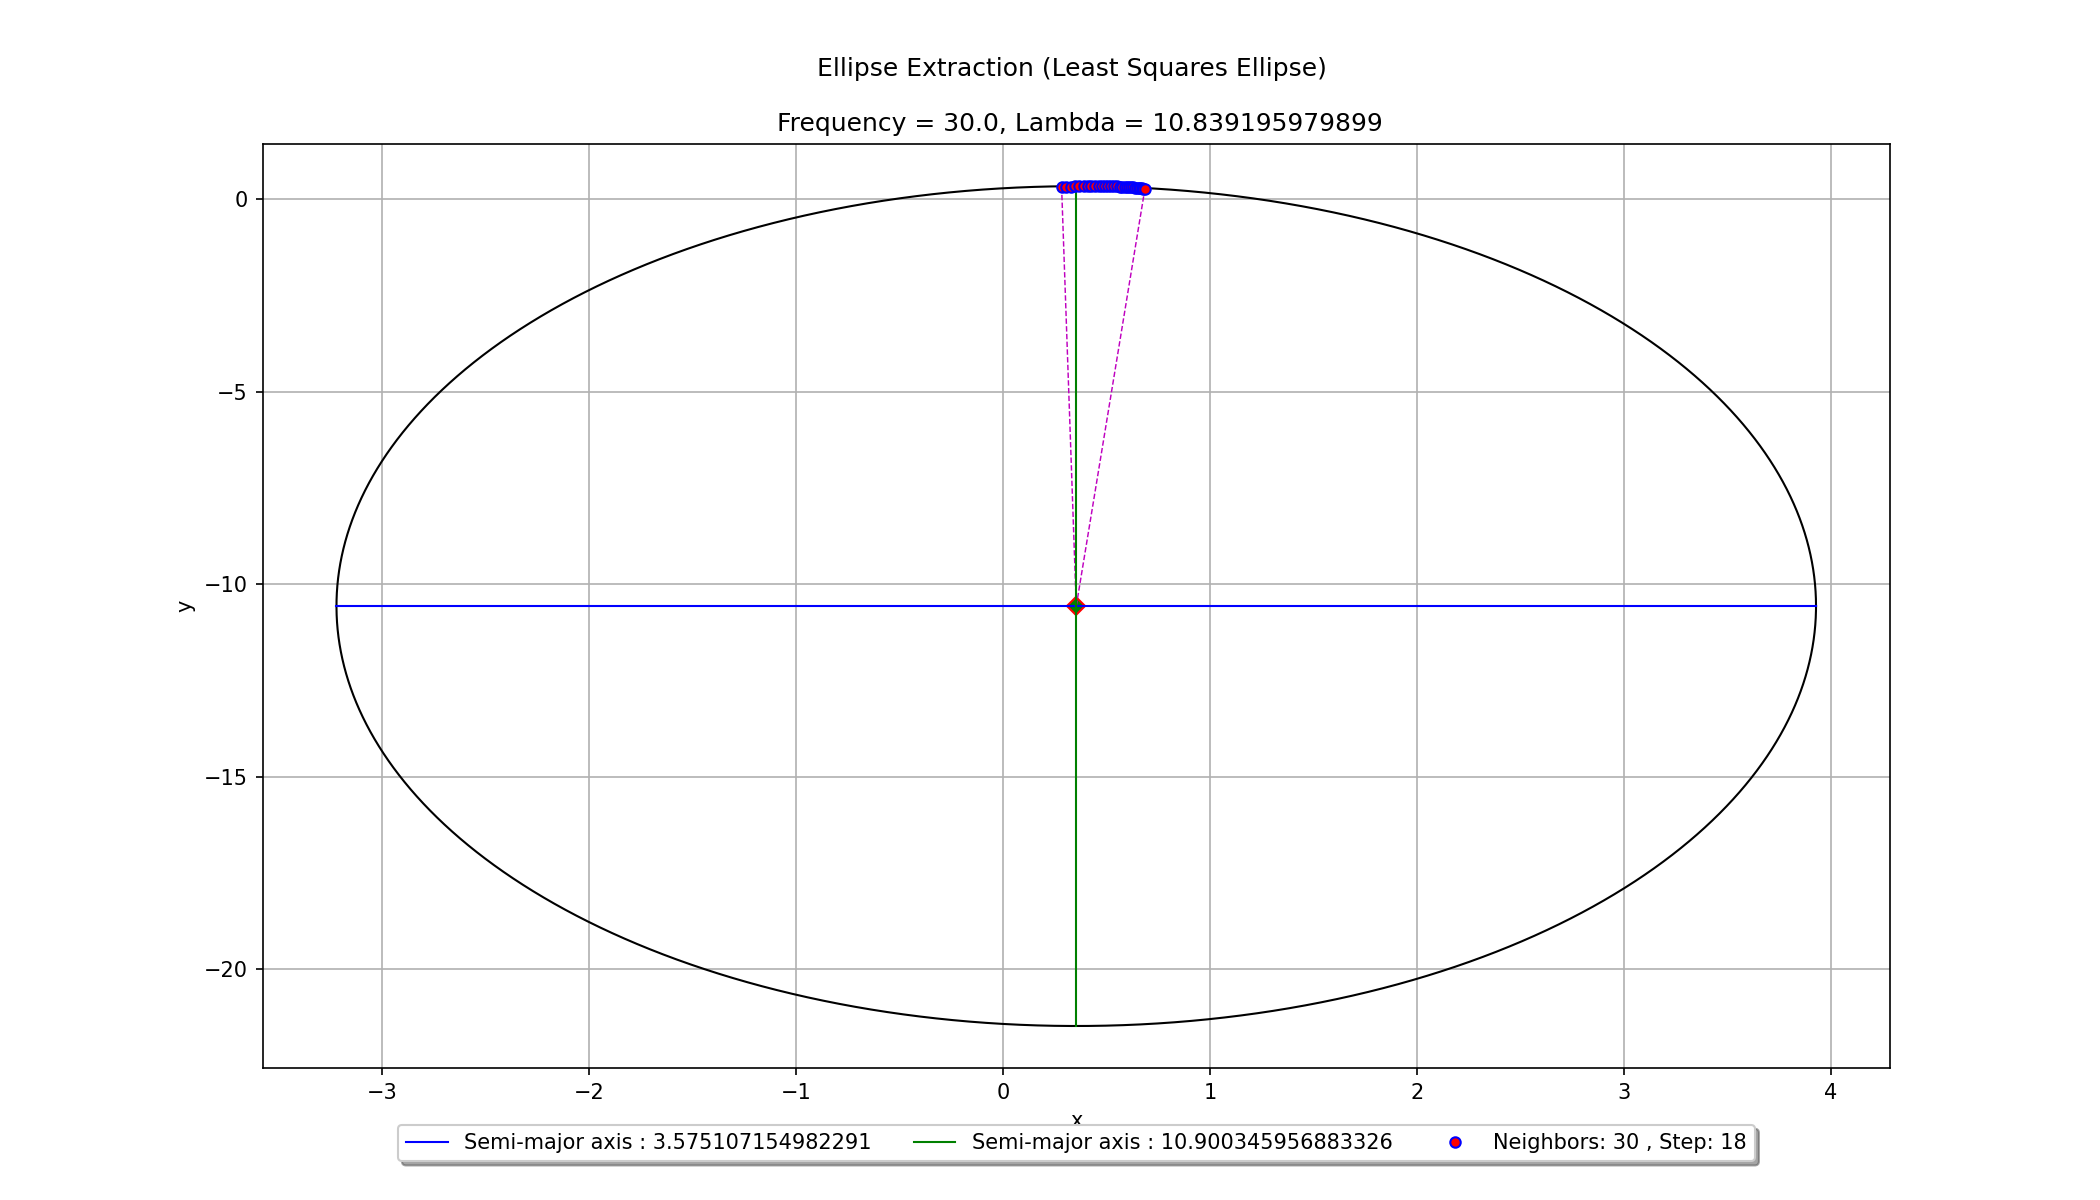 Ellipse Extraction (Least Squares Ellipse)
Frequency = 30.0, Lambda = 10.839195979899
0
−5
−10
−15
−20
y
−3 −2 −1 0 1 2 3 4
x
Semi-major axis : 3.575107154982291 Semi-major axis : 10.900345956883326 Neighbors: 30 , Step: 18